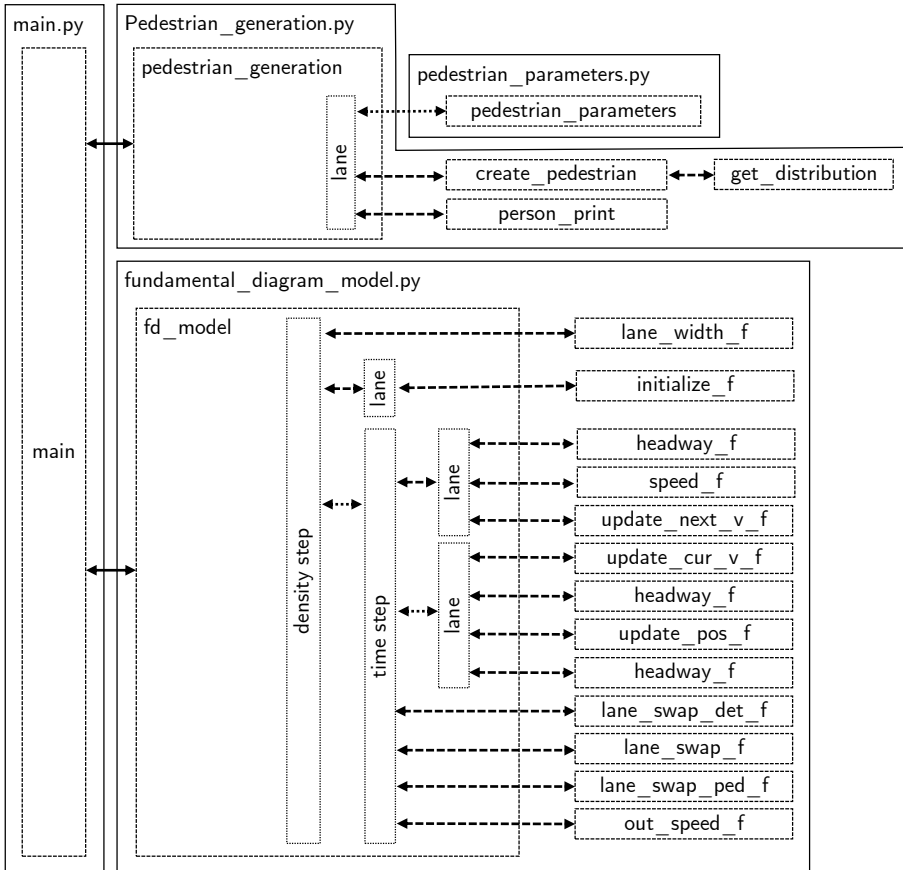 main.py
main
Pedestrian_generation.py
pedestrian_generation
lane
pedestrian_parameters.py
pedestrian_parameters
create_pedestrian
get_distribution
person_print
fundamental_diagram_model.py
fd_model
density step
lane
time step
lane
lane
lane_width_f
initialize_f
headway_f
speed_f
update_next_v_f
update_cur_v_f
headway_f
update_pos_f
headway_f
lane_swap_det_f
lane_swap_f
lane_swap_ped_f
out_speed_f